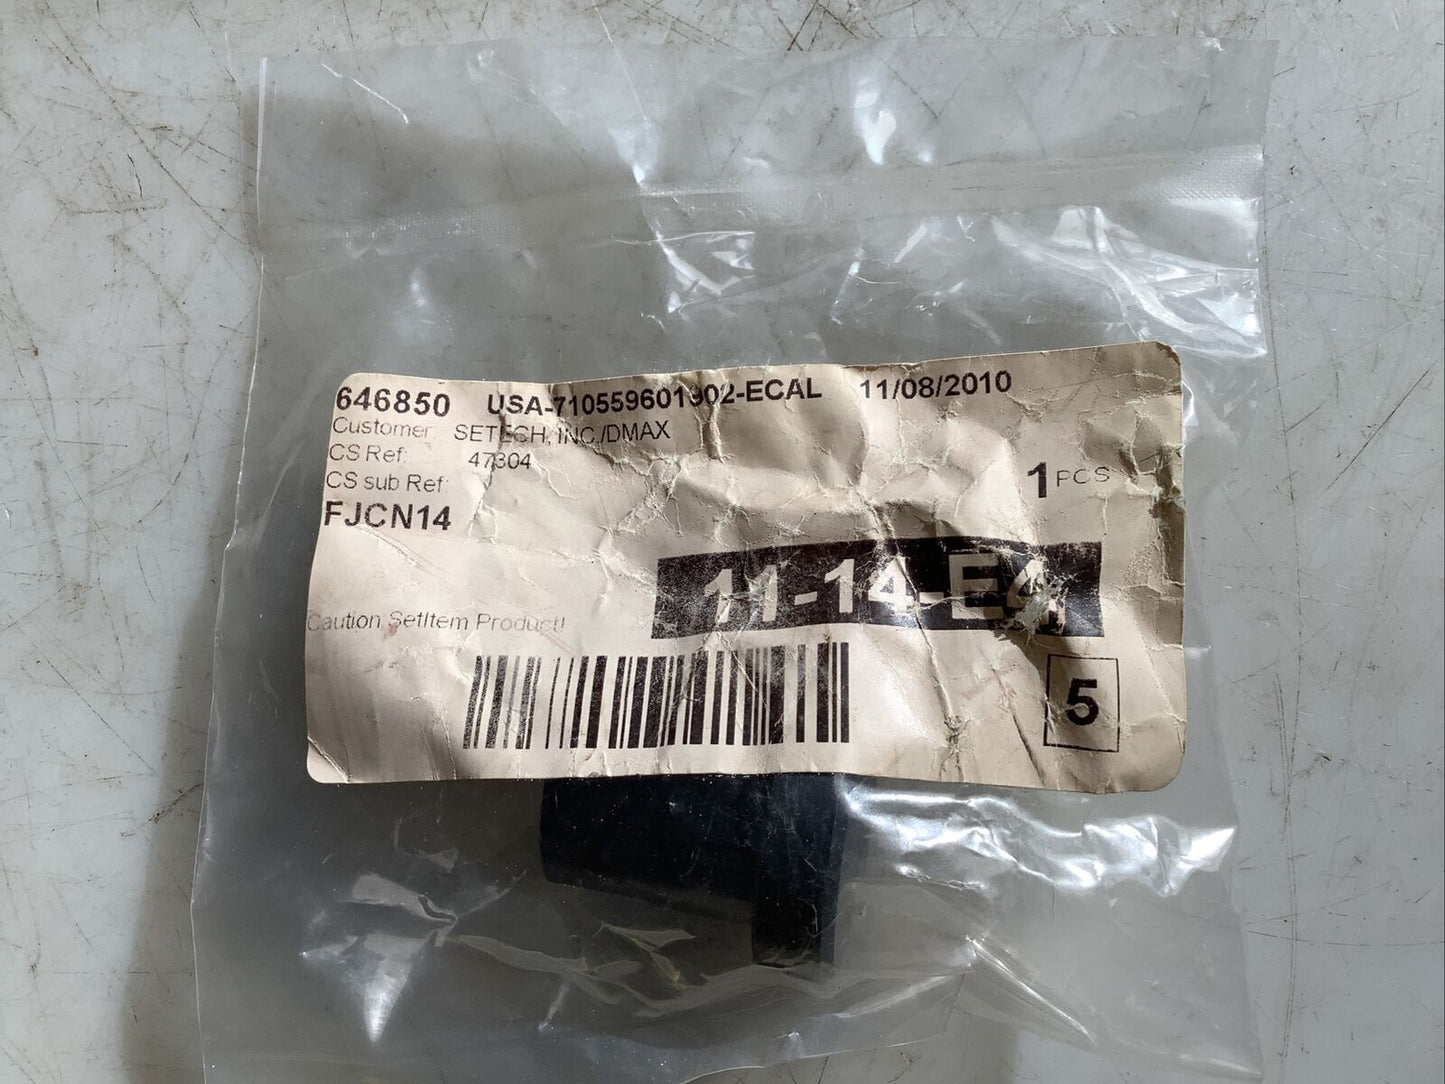 646850 USA-710559601902-ECAL 11/08/2010
Customer: SETECH, INC./DMAX
CS Ref: 47304
CS sub Ref:
1 PCS
FJCN14
11-14-E4
Caution SetItem Product!
5